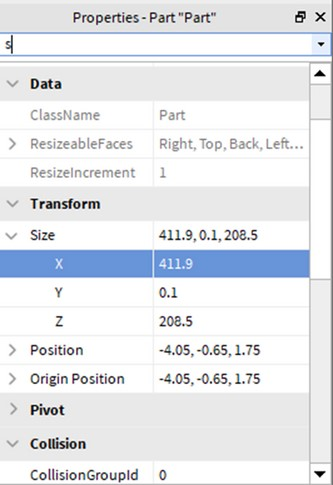 Properties - Part "Part"
s
Data
ClassName Part
ResizeableFaces Right, Top, Back, Left...
ResizeIncrement 1
Transform
Size 411.9, 0.1, 208.5
X 411.9
Y 0.1
Z 208.5
Position -4.05, -0.65, 1.75
Origin Position -4.05, -0.65, 1.75
Pivot
Collision
CollisionGroupId 0